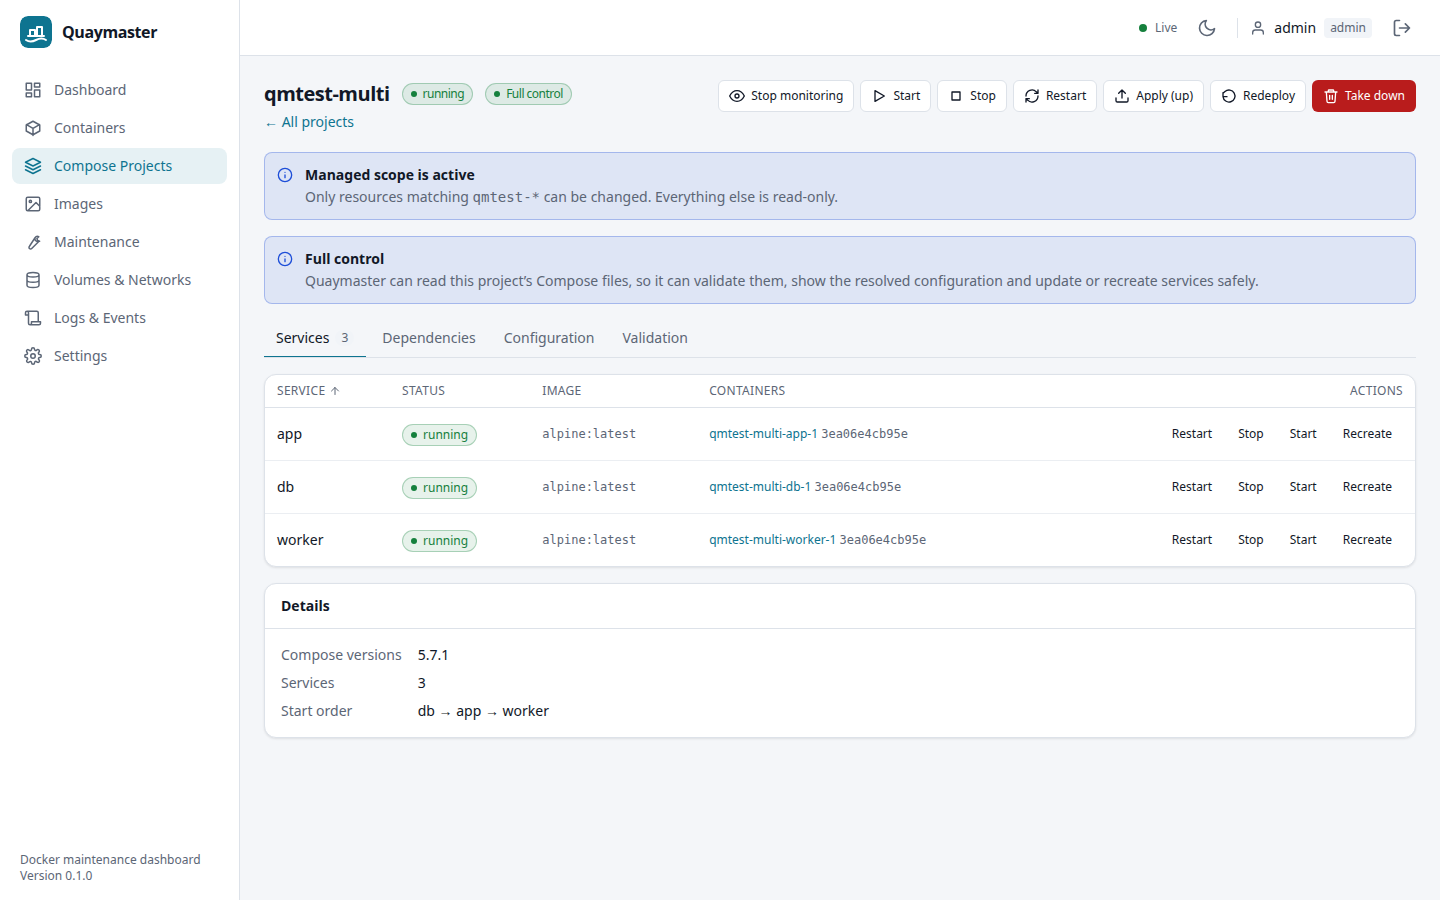 Quaymaster
Live
admin admin
Dashboard
Containers
Compose Projects
Images
Maintenance
Volumes & Networks
Logs & Events
Settings
Docker maintenance dashboard
Version 0.1.0
qmtest-multi running Full control
Stop monitoring Start Stop Restart Apply (up) Redeploy Take down
← All projects
Managed scope is active
Only resources matching qmtest-* can be changed. Everything else is read-only.
Full control
Quaymaster can read this project's Compose files, so it can validate them, show the resolved configuration and update or recreate services safely.
Services 3 Dependencies Configuration Validation
SERVICE ↑ STATUS IMAGE CONTAINERS ACTIONS
app running alpine:latest qmtest-multi-app-1 3ea06e4cb95e Restart Stop Start Recreate
db running alpine:latest qmtest-multi-db-1 3ea06e4cb95e Restart Stop Start Recreate
worker running alpine:latest qmtest-multi-worker-1 3ea06e4cb95e Restart Stop Start Recreate
Details
Compose versions 5.7.1
Services 3
Start order db → app → worker